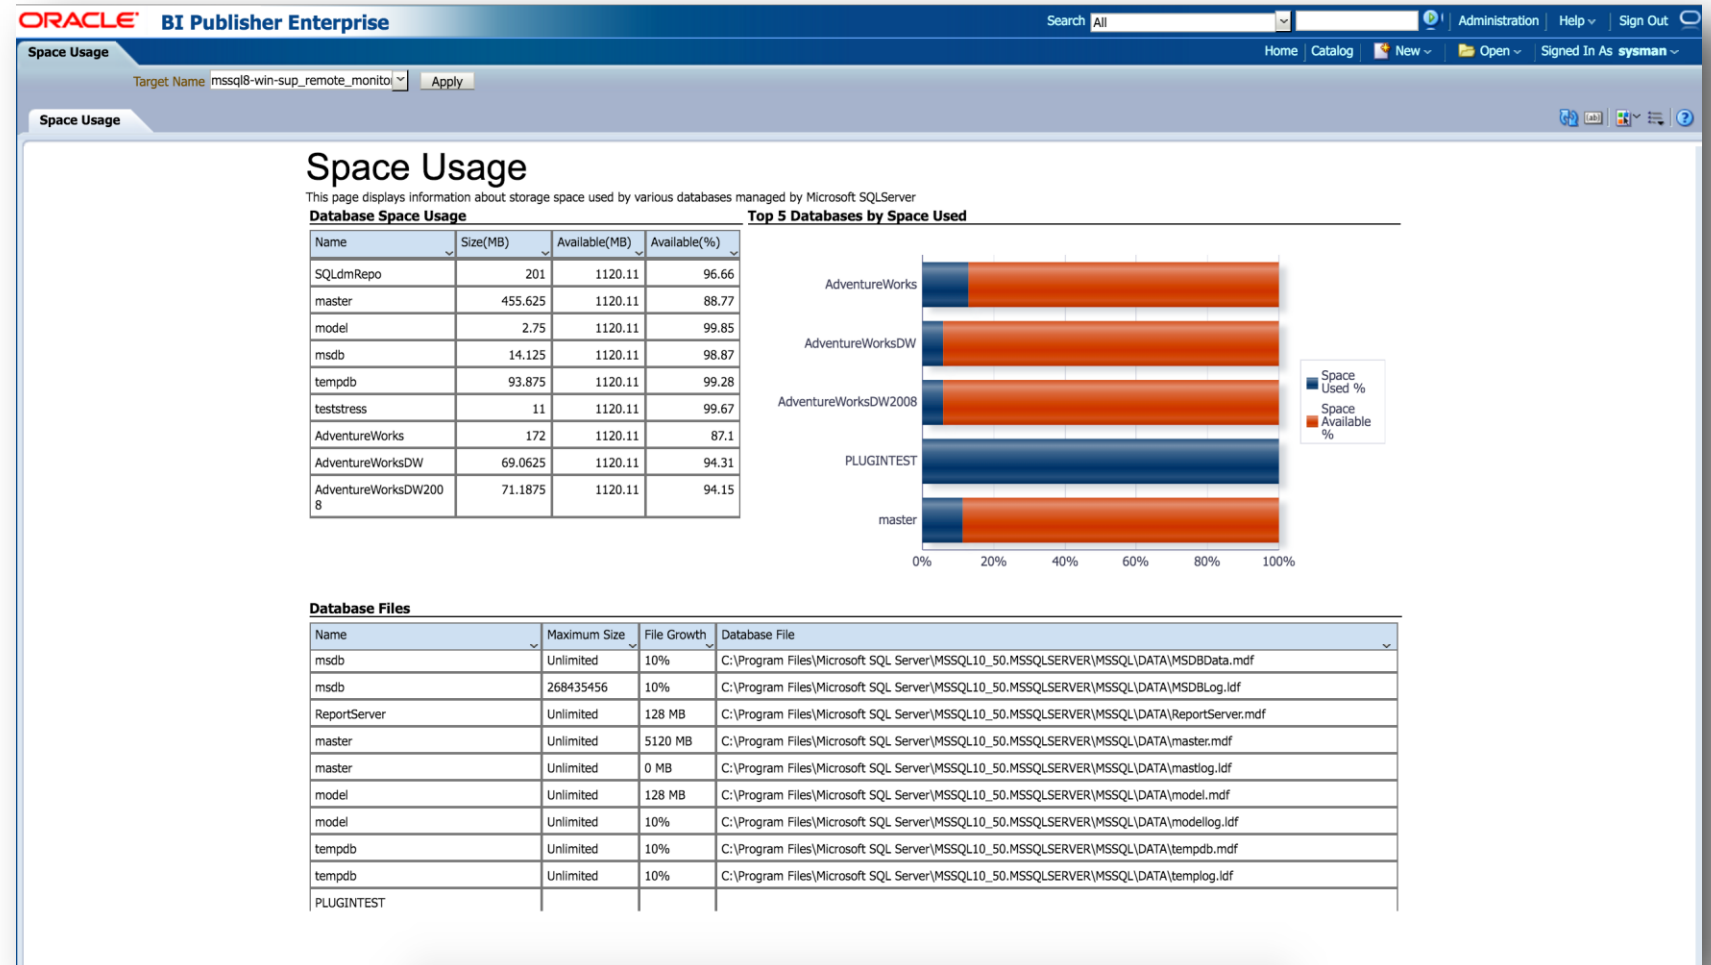 ORACLE BI Publisher Enterprise Search All Administration Help Sign Out
Space Usage Home Catalog New Open Signed In As sysman
Target Name mssql8-win-sup_remote_monito Apply
Space Usage
Space Usage
This page displays information about storage space used by various databases managed by Microsoft SQLServer
Database Space Usage
Name Size(MB) Available(MB) Available(%)
SQLdmRepo 201 1120.11 96.66
master 455.625 1120.11 88.77
model 2.75 1120.11 99.85
msdb 14.125 1120.11 98.87
tempdb 93.875 1120.11 99.28
teststress 11 1120.11 99.67
AdventureWorks 172 1120.11 87.1
AdventureWorksDW 69.0625 1120.11 94.31
AdventureWorksDW200 71.1875 1120.11 94.15
8
Top 5 Databases by Space Used
AdventureWorks
AdventureWorksDW
AdventureWorksDW2008
PLUGINTEST
master
0% 20% 40% 60% 80% 100%
Space
Used %
Space
Available
%
Database Files
Name Maximum Size File Growth Database File
msdb Unlimited 10% C:\Program Files\Microsoft SQL Server\MSSQL10_50.MSSQLSERVER\MSSQL\DATA\MSDBData.mdf
msdb 268435456 10% C:\Program Files\Microsoft SQL Server\MSSQL10_50.MSSQLSERVER\MSSQL\DATA\MSDBLog.ldf
ReportServer Unlimited 128 MB C:\Program Files\Microsoft SQL Server\MSSQL10_50.MSSQLSERVER\MSSQL\DATA\ReportServer.mdf
master Unlimited 5120 MB C:\Program Files\Microsoft SQL Server\MSSQL10_50.MSSQLSERVER\MSSQL\DATA\master.mdf
master Unlimited 0 MB C:\Program Files\Microsoft SQL Server\MSSQL10_50.MSSQLSERVER\MSSQL\DATA\mastlog.ldf
model Unlimited 128 MB C:\Program Files\Microsoft SQL Server\MSSQL10_50.MSSQLSERVER\MSSQL\DATA\model.mdf
model Unlimited 10% C:\Program Files\Microsoft SQL Server\MSSQL10_50.MSSQLSERVER\MSSQL\DATA\modellog.ldf
tempdb Unlimited 10% C:\Program Files\Microsoft SQL Server\MSSQL10_50.MSSQLSERVER\MSSQL\DATA\tempdb.mdf
tempdb Unlimited 10% C:\Program Files\Microsoft SQL Server\MSSQL10_50.MSSQLSERVER\MSSQL\DATA\templog.ldf
PLUGINTEST